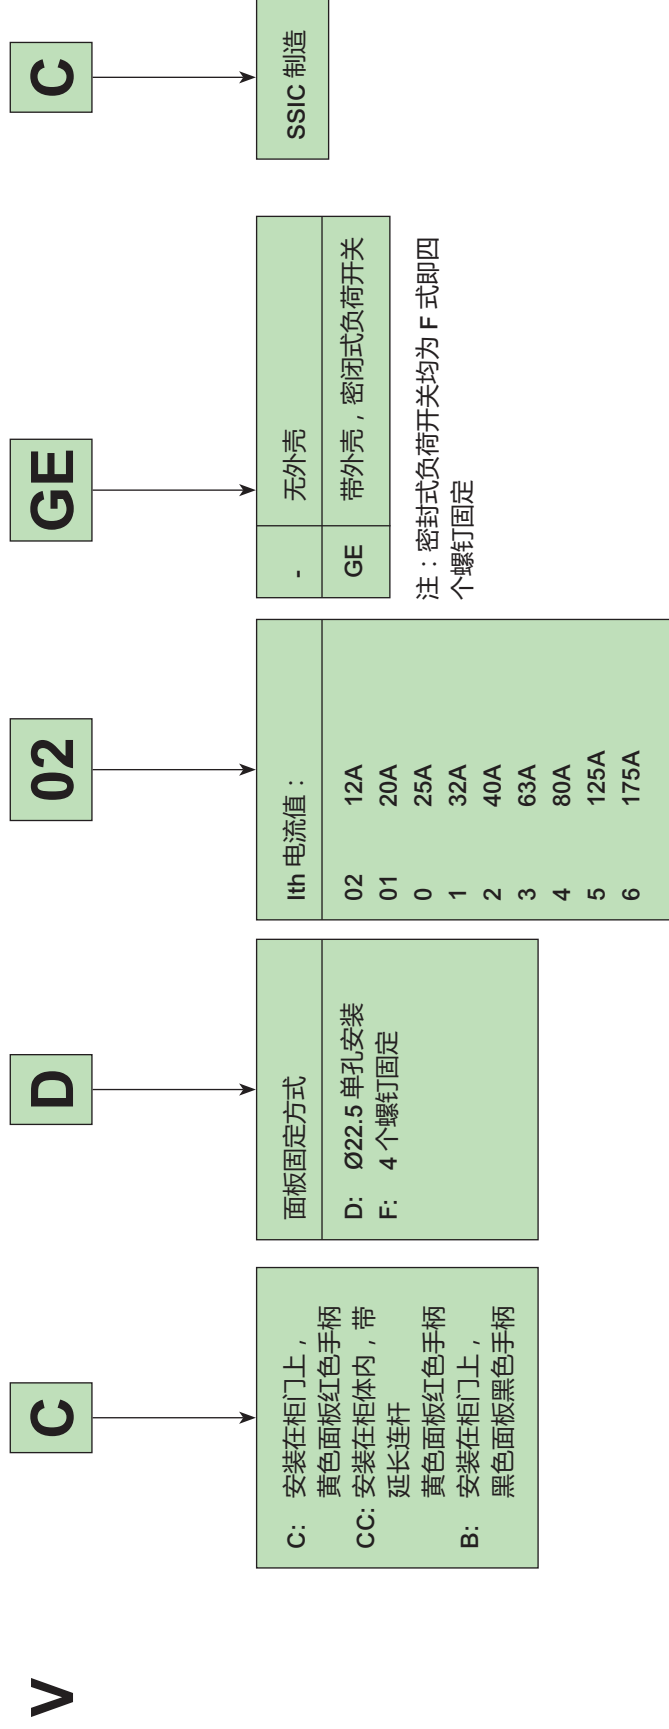 V
C
D
02
GE
C
C: 安装在柜门上，
黄色面板红色手柄
CC: 安装在柜体内，带
延长连杆
黄色面板红色手柄
B: 安装在柜门上，
黑色面板黑色手柄
面板固定方式
D: Ø22.5 单孔安装
F: 4 个螺钉固定
Ith 电流值：
02 12A
01 20A
0 25A
1 32A
2 40A
3 63A
4 80A
5 125A
6 175A
- 无外壳
GE 带外壳，密闭式负荷开关
注：密封式负荷开关均为 F 式即四
个螺钉固定
SSIC 制造